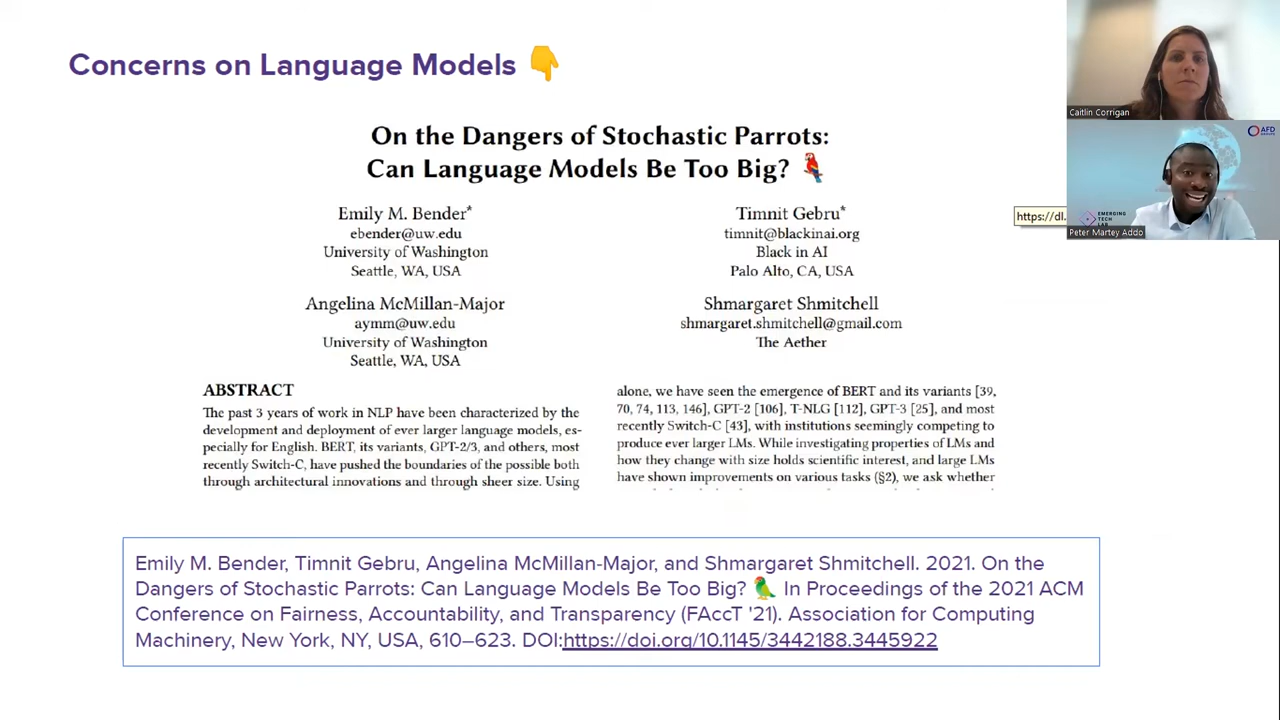 Concerns on Language Models 👇
On the Dangers of Stochastic Parrots:
Can Language Models Be Too Big? 🦜
Emily M. Bender*
ebender@uw.edu
University of Washington
Seattle, WA, USA
Timnit Gebru*
timnit@blackinai.org
Black in AI
Palo Alto, CA, USA
Angelina McMillan-Major
aymm@uw.edu
University of Washington
Seattle, WA, USA
Shmargaret Shmitchell
shmargaret.shmitchell@gmail.com
The Aether
ABSTRACT
The past 3 years of work in NLP have been characterized by the
development and deployment of ever larger language models, es-
pecially for English. BERT, its variants, GPT-2/3, and others, most
recently Switch-C, have pushed the boundaries of the possible both
through architectural innovations and through sheer size. Using
alone, we have seen the emergence of BERT and its variants [39,
70, 74, 113, 146], GPT-2 [106], T-NLG [112], GPT-3 [25], and most
recently Switch-C [43], with institutions seemingly competing to
produce ever larger LMs. While investigating properties of LMs and
how they change with size holds scientific interest, and large LMs
have shown improvements on various tasks (§2), we ask whether
Emily M. Bender, Timnit Gebru, Angelina McMillan-Major, and Shmargaret Shmitchell. 2021. On the
Dangers of Stochastic Parrots: Can Language Models Be Too Big? 🦜 In Proceedings of the 2021 ACM
Conference on Fairness, Accountability, and Transparency (FAccT '21). Association for Computing
Machinery, New York, NY, USA, 610–623. DOI:https://doi.org/10.1145/3442188.3445922
Caitlin Corrigan
AFD
https://dl.
EMERGING
TECH
LAB
Peter Martey Addo